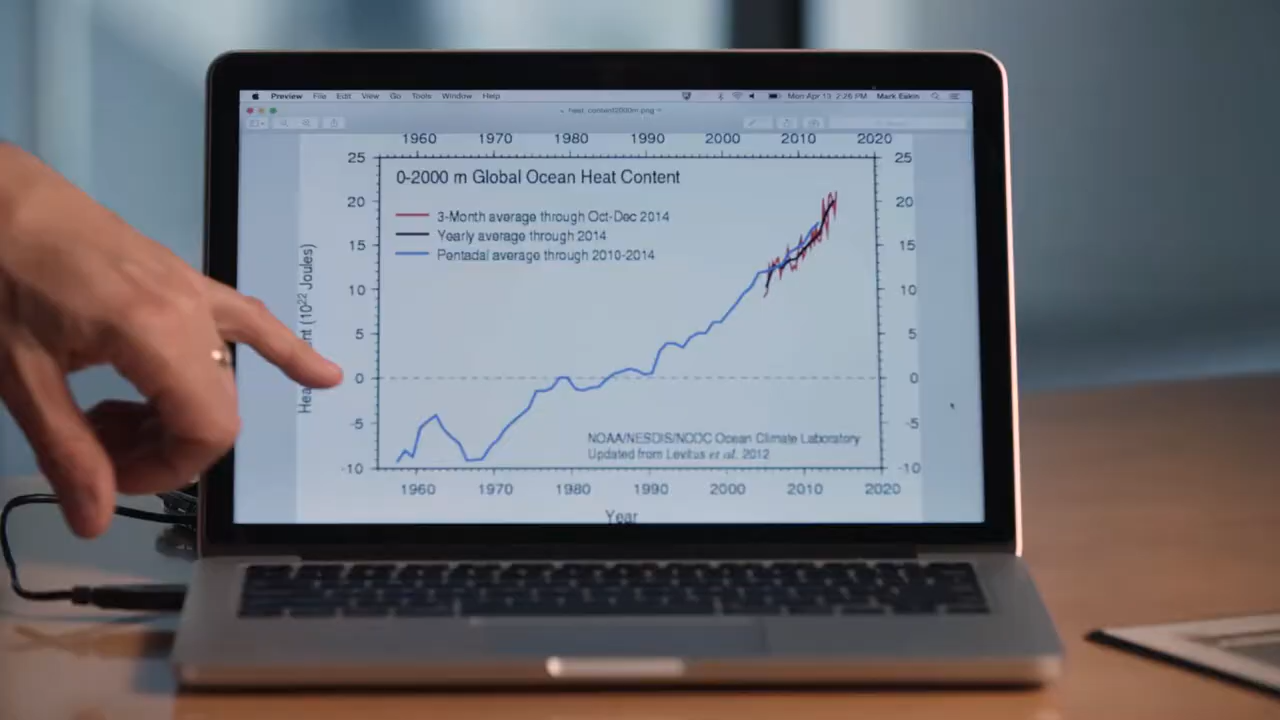 Preview File Edit View Go Tools Window Help Mon Apr 13 2:26 PM Mark Eakin
heat_content2000m.png
1960 1970 1980 1990 2000 2010 2020
25 25
0-2000 m Global Ocean Heat Content
20 20
3-Month average through Oct-Dec 2014
Yearly average through 2014
15 15
Pentadal average through 2010-2014
10 10
5 5
0 0
-5 -5
NOAA/NESDIS/NODC Ocean Climate Laboratory
Updated from Levitus et al. 2012
-10 -10
(10²² Joules)
1960 1970 1980 1990 2000 2010 2020
Year